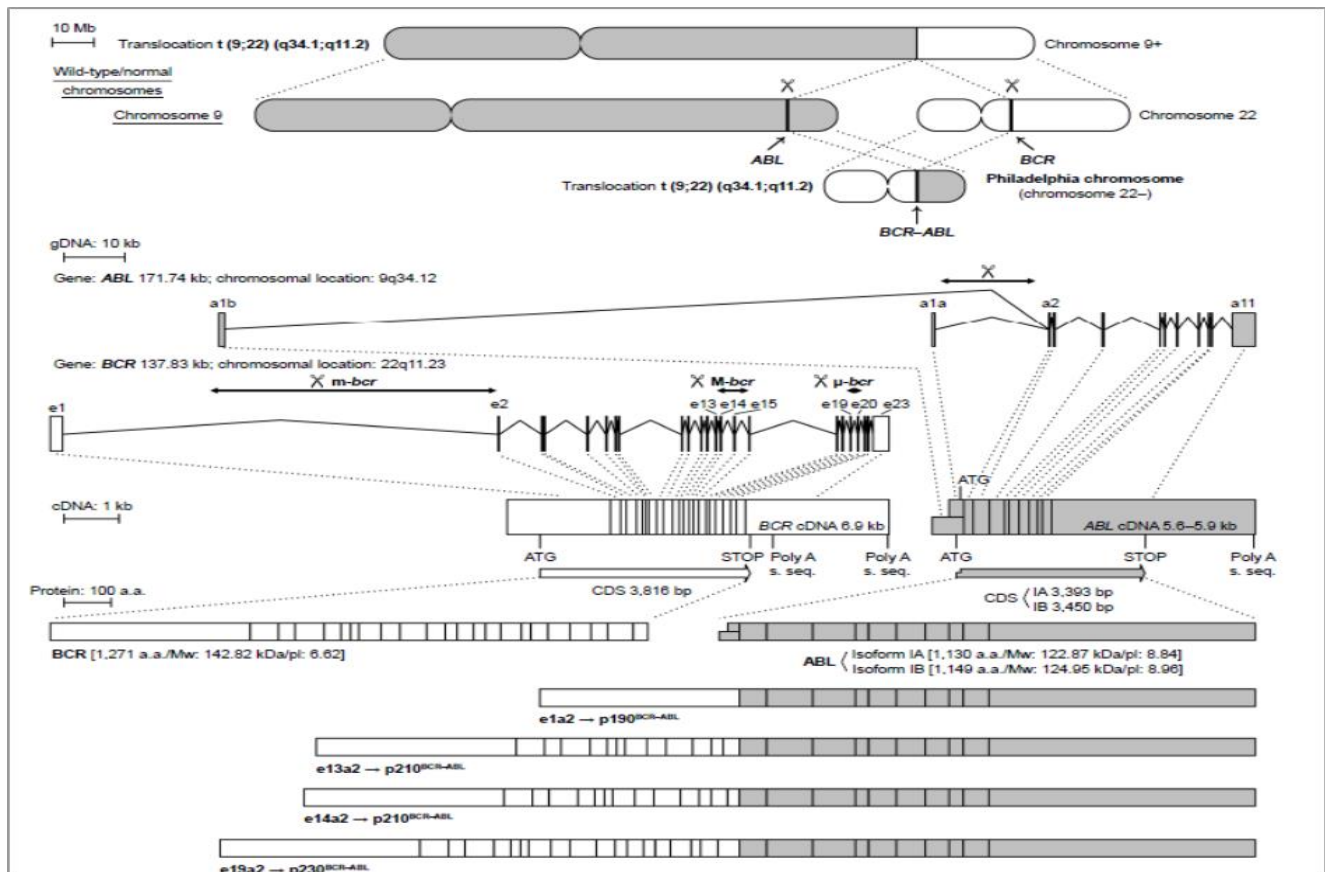 10 Mb
Translocation t (9;22) (q34.1;q11.2)
Chromosome 9+
Wild-type/normal
chromosomes
Chromosome 9
Chromosome 22
ABL
BCR
Translocation t (9;22) (q34.1;q11.2)
Philadelphia chromosome
(chromosome 22–)
BCR–ABL
gDNA: 10 kb
Gene: ABL 171.74 kb; chromosomal location: 9q34.12
a1b
a1a
a2
a11
Gene: BCR 137.83 kb; chromosomal location: 22q11.23
m-bcr
M-bcr
µ-bcr
e1
e2
e13
e14
e15
e19
e20
e23
ATG
cDNA: 1 kb
BCR cDNA 6.9 kb
ABL cDNA 5.6–5.9 kb
ATG
STOP
Poly A
s. seq.
Poly A
s. seq.
ATG
STOP
Poly A
s. seq.
CDS 3,816 bp
CDS
IA 3,393 bp
IB 3,450 bp
Protein: 100 a.a.
BCR [1,271 a.a./Mw: 142.82 kDa/pI: 6.62]
ABL
Isoform IA [1,130 a.a./Mw: 122.87 kDa/pI: 8.84]
Isoform IB [1,149 a.a./Mw: 124.95 kDa/pI: 8.96]
e1a2 → p190BCR–ABL
e13a2 → p210BCR–ABL
e14a2 → p210BCR–ABL
e19a2 → p230BCR–ABL